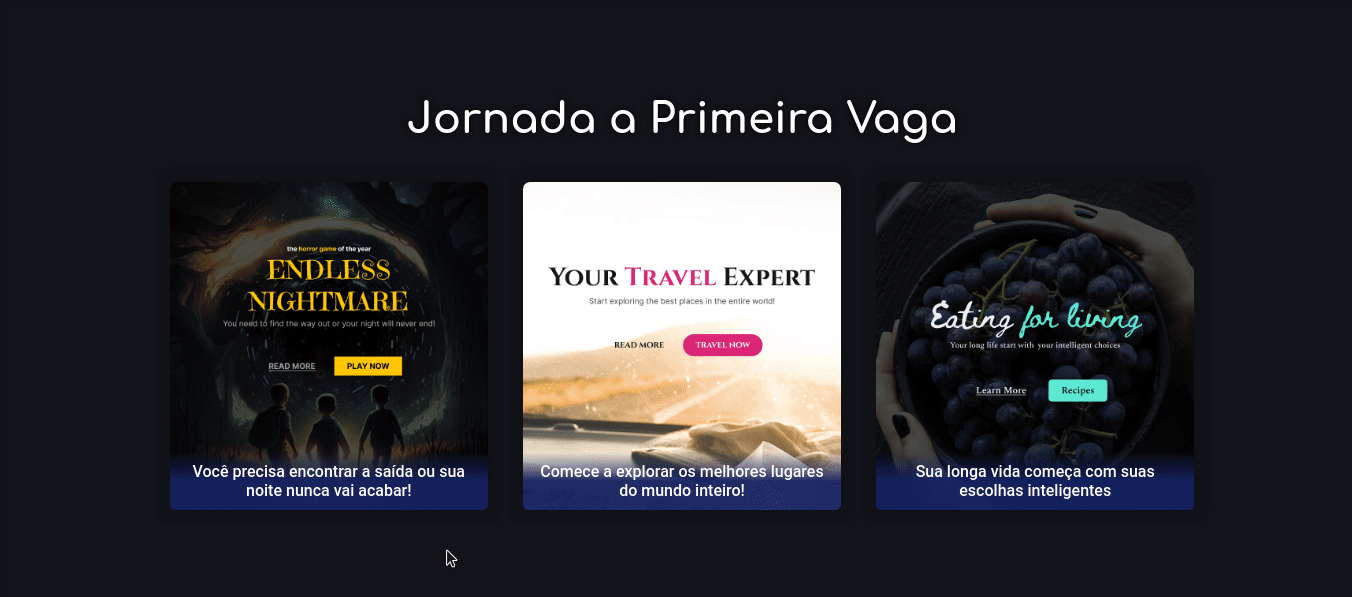 Jornada a Primeira Vaga
the horror game of the year
ENDLESS
NIGHTMARE
You need to find the way out or your night will never end!
READ MORE
PLAY NOW
Você precisa encontrar a saída ou sua
noite nunca vai acabar!
YOUR TRAVEL EXPERT
Start exploring the best places in the entire world!
READ MORE
TRAVEL NOW
Comece a explorar os melhores lugares
do mundo inteiro!
Eating for living
Your long life start with your intelligent choices
Learn More
Recipes
Sua longa vida começa com suas
escolhas inteligentes